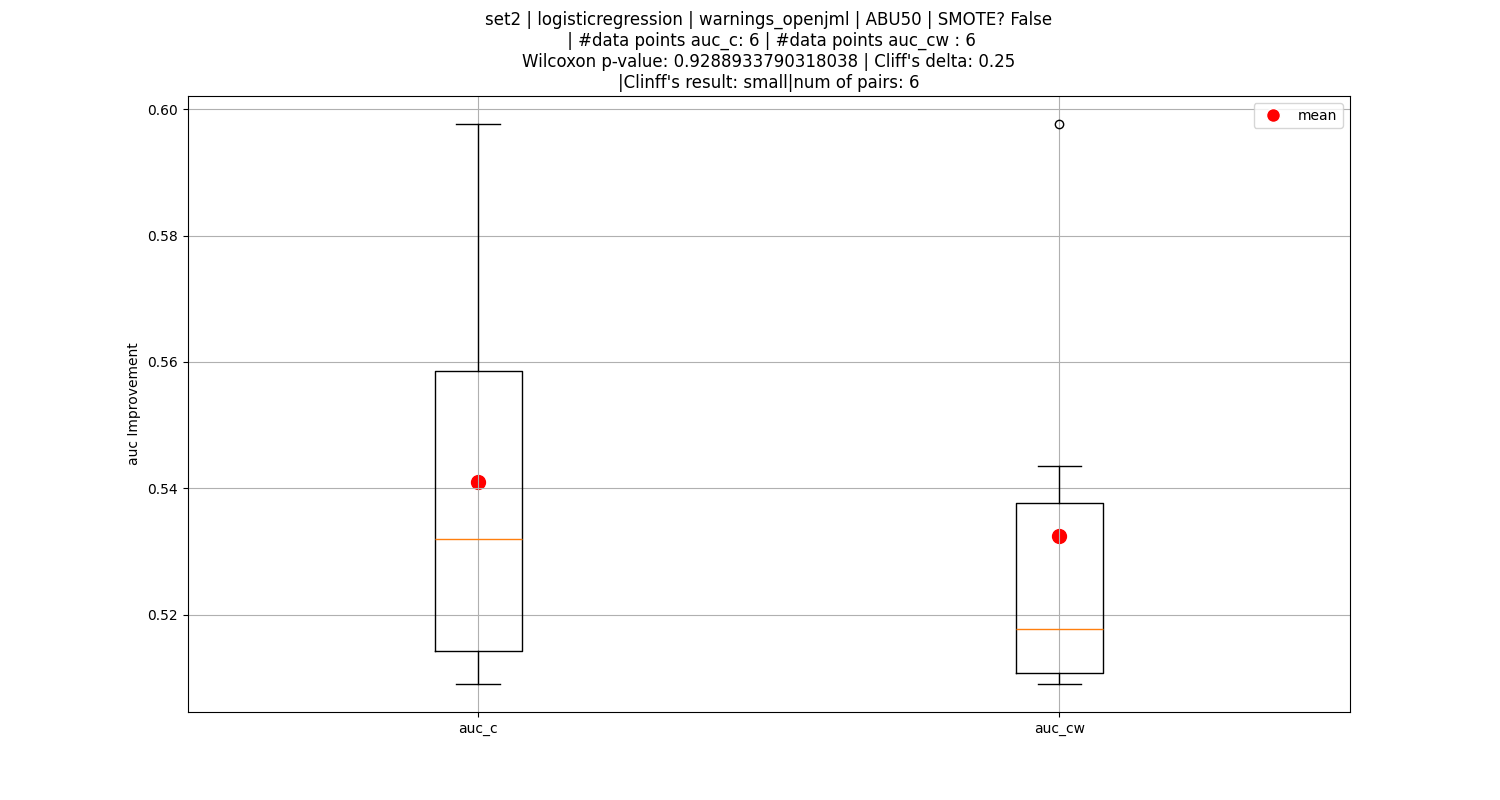 set2 | logisticregression | warnings_openjml | ABU50 | SMOTE? False
| #data points auc_c: 6 | #data points auc_cw : 6
Wilcoxon p-value: 0.9288933790318038 | Cliff's delta: 0.25
|Clinff's result: small|num of pairs: 6
mean
0.60
0.58
0.56
0.54
0.52
auc Improvement
auc_c
auc_cw